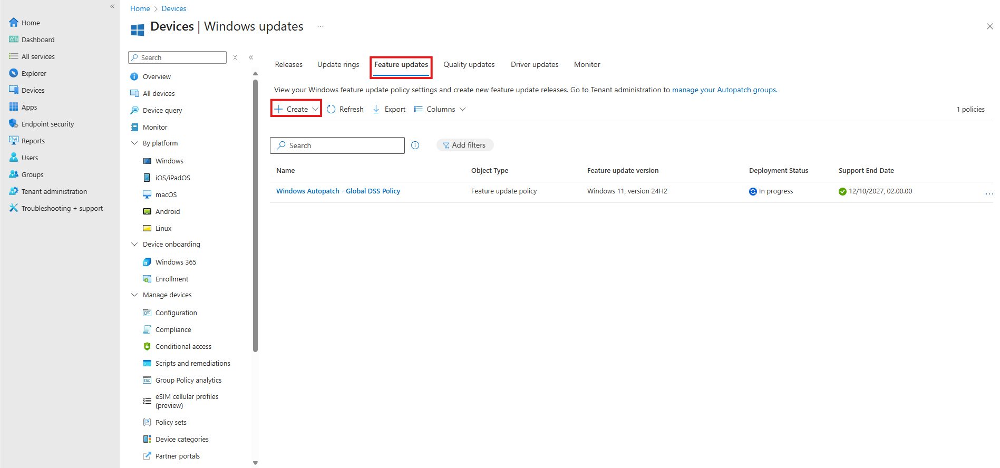 Home > Devices
Devices | Windows updates ...
Home
Dashboard
All services
Explorer
Devices
Apps
Endpoint security
Reports
Users
Groups
Tenant administration
Troubleshooting + support
Search
Overview
All devices
Device query
Monitor
By platform
Windows
iOS/iPadOS
macOS
Android
Linux
Device onboarding
Windows 365
Enrollment
Manage devices
Configuration
Compliance
Conditional access
Scripts and remediations
Group Policy analytics
eSIM cellular profiles
(preview)
Policy sets
Device categories
Partner portals
Releases Update rings Feature updates Quality updates Driver updates Monitor
View your Windows feature update policy settings and create new feature update releases. Go to Tenant administration to manage your Autopatch groups.
Create Refresh Export Columns 1 policies
Search Add filters
Name Object Type Feature update version Deployment Status Support End Date
Windows Autopatch - Global DSS Policy Feature update policy Windows 11, version 24H2 In progress 12/10/2027, 02.00.00 ...